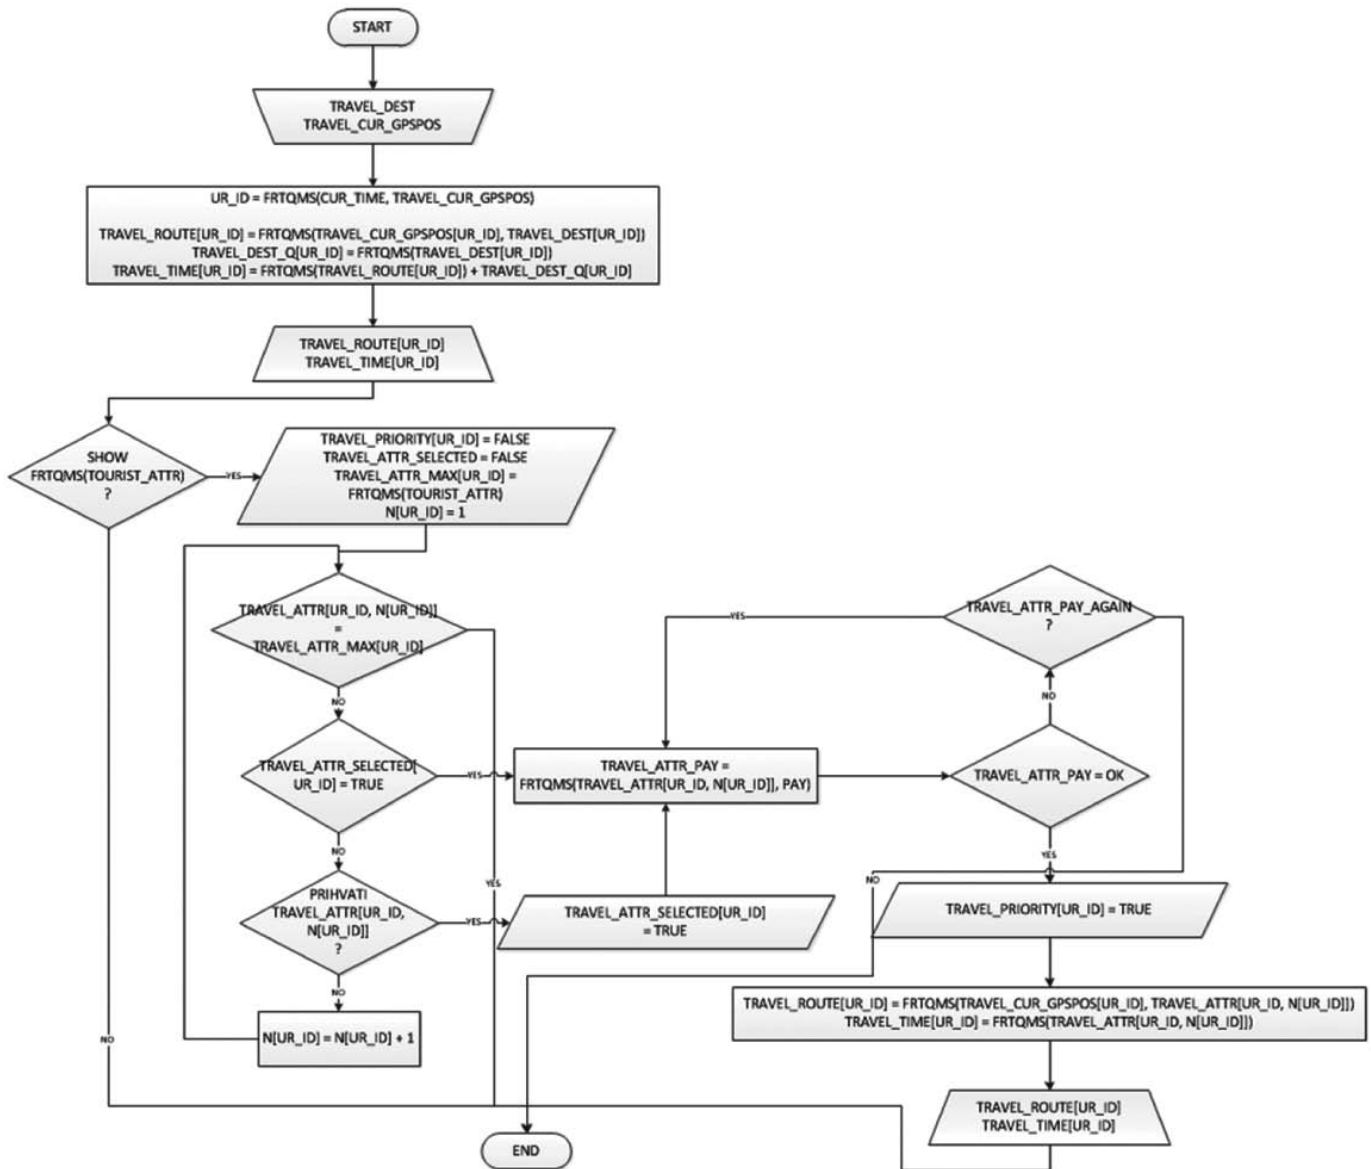 START
TRAVEL_DEST
TRAVEL_CUR_GPSPOS
UR_ID = FRTQMS(CUR_TIME, TRAVEL_CUR_GPSPOS)
TRAVEL_ROUTE[UR_ID] = FRTQMS(TRAVEL_CUR_GPSPOS[UR_ID], TRAVEL_DEST[UR_ID])
TRAVEL_DEST_Q[UR_ID] = FRTQMS(TRAVEL_DEST[UR_ID])
TRAVEL_TIME[UR_ID] = FRTQMS(TRAVEL_ROUTE[UR_ID]) + TRAVEL_DEST_Q[UR_ID]
TRAVEL_ROUTE[UR_ID]
TRAVEL_TIME[UR_ID]
SHOW
FRTQMS(TOURIST_ATTR)
?
YES
TRAVEL_PRIORITY[UR_ID] = FALSE
TRAVEL_ATTR_SELECTED = FALSE
TRAVEL_ATTR_MAX[UR_ID] =
FRTQMS(TOURIST_ATTR)
N[UR_ID] = 1
TRAVEL_ATTR[UR_ID, N[UR_ID]]
=
TRAVEL_ATTR_MAX[UR_ID]
NO
TRAVEL_ATTR_SELECTED[
UR_ID] = TRUE
YES
NO
PRIHVATI
TRAVEL_ATTR[UR_ID,
N[UR_ID]]
?
YES
NO
N[UR_ID] = N[UR_ID] + 1
NO
YES
TRAVEL_ATTR_PAY =
FRTQMS(TRAVEL_ATTR[UR_ID, N[UR_ID]], PAY)
TRAVEL_ATTR_SELECTED[UR_ID]
= TRUE
YES
TRAVEL_ATTR_PAY_AGAIN
?
NO
TRAVEL_ATTR_PAY = OK
YES
NO
TRAVEL_PRIORITY[UR_ID] = TRUE
TRAVEL_ROUTE[UR_ID] = FRTQMS(TRAVEL_CUR_GPSPOS[UR_ID], TRAVEL_ATTR[UR_ID, N[UR_ID]])
TRAVEL_TIME[UR_ID] = FRTQMS(TRAVEL_ATTR[UR_ID, N[UR_ID]])
TRAVEL_ROUTE[UR_ID]
TRAVEL_TIME[UR_ID]
END